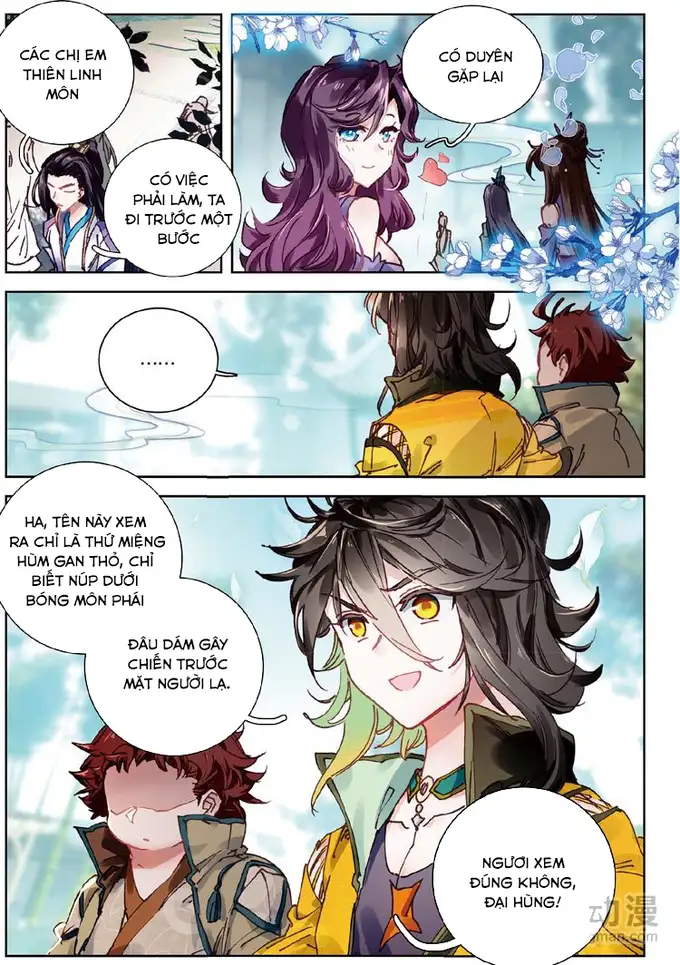 CÁC CHỊ EM
THIÊN LINH
MÔN
CÓ VIỆC
PHẢI LÀM, TA
ĐI TRƯỚC MỘT
BƯỚC
CÓ DUYÊN
GẶP LẠI
......
HA, TÊN NÀY XEM
RA CHỈ LÀ THỨ MIỆNG
HÙM GAN THỎ, CHỈ
BIẾT NÚP DƯỚI
BÓNG MÔN PHÁI
ĐÂU DÁM GÂY
CHIẾN TRƯỚC
MẶT NGƯỜI LẠ.
NGƯƠI XEM
ĐÚNG KHÔNG,
ĐẠI HÙNG!
动漫